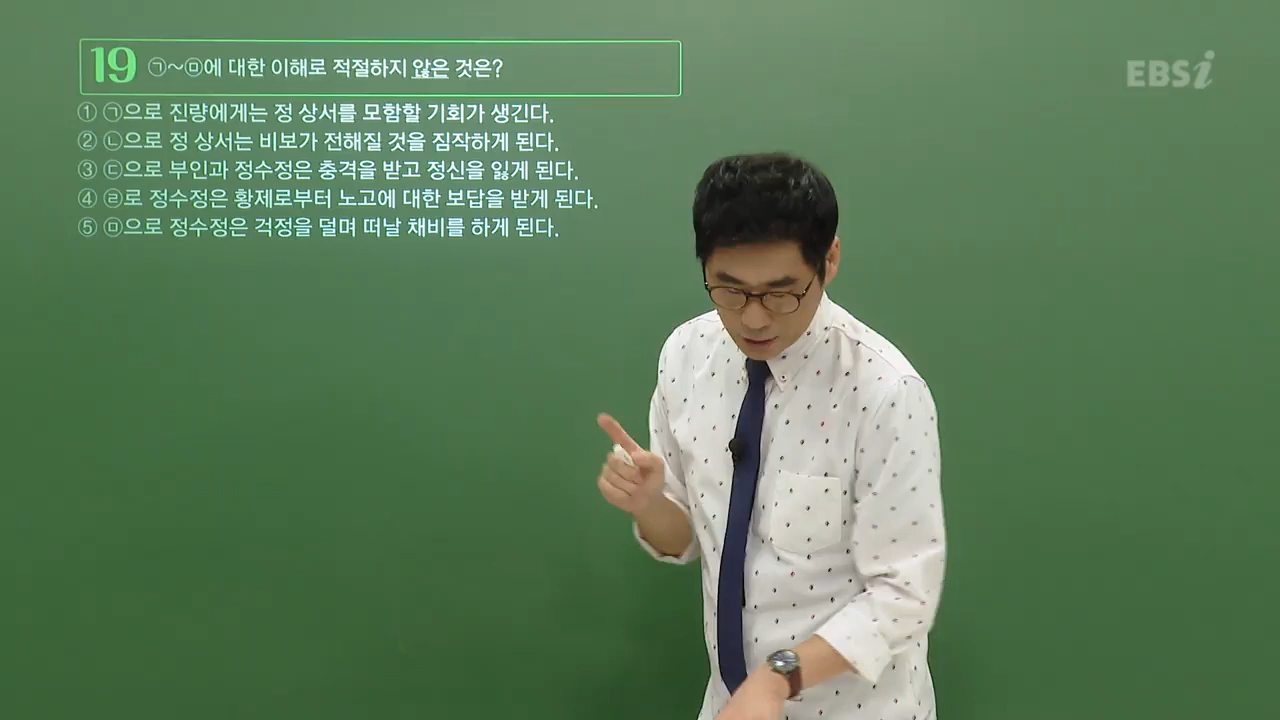 19 ㉠~㉤에 대한 이해로 적절하지 않은 것은?
EBSi
① ㉠으로 진량에게는 정 상서를 모함할 기회가 생긴다.
② ㉡으로 정 상서는 비보가 전해질 것을 짐작하게 된다.
③ ㉢으로 부인과 정수정은 충격을 받고 정신을 잃게 된다.
④ ㉣로 정수정은 황제로부터 노고에 대한 보답을 받게 된다.
⑤ ㉤으로 정수정은 걱정을 덜며 떠날 채비를 하게 된다.